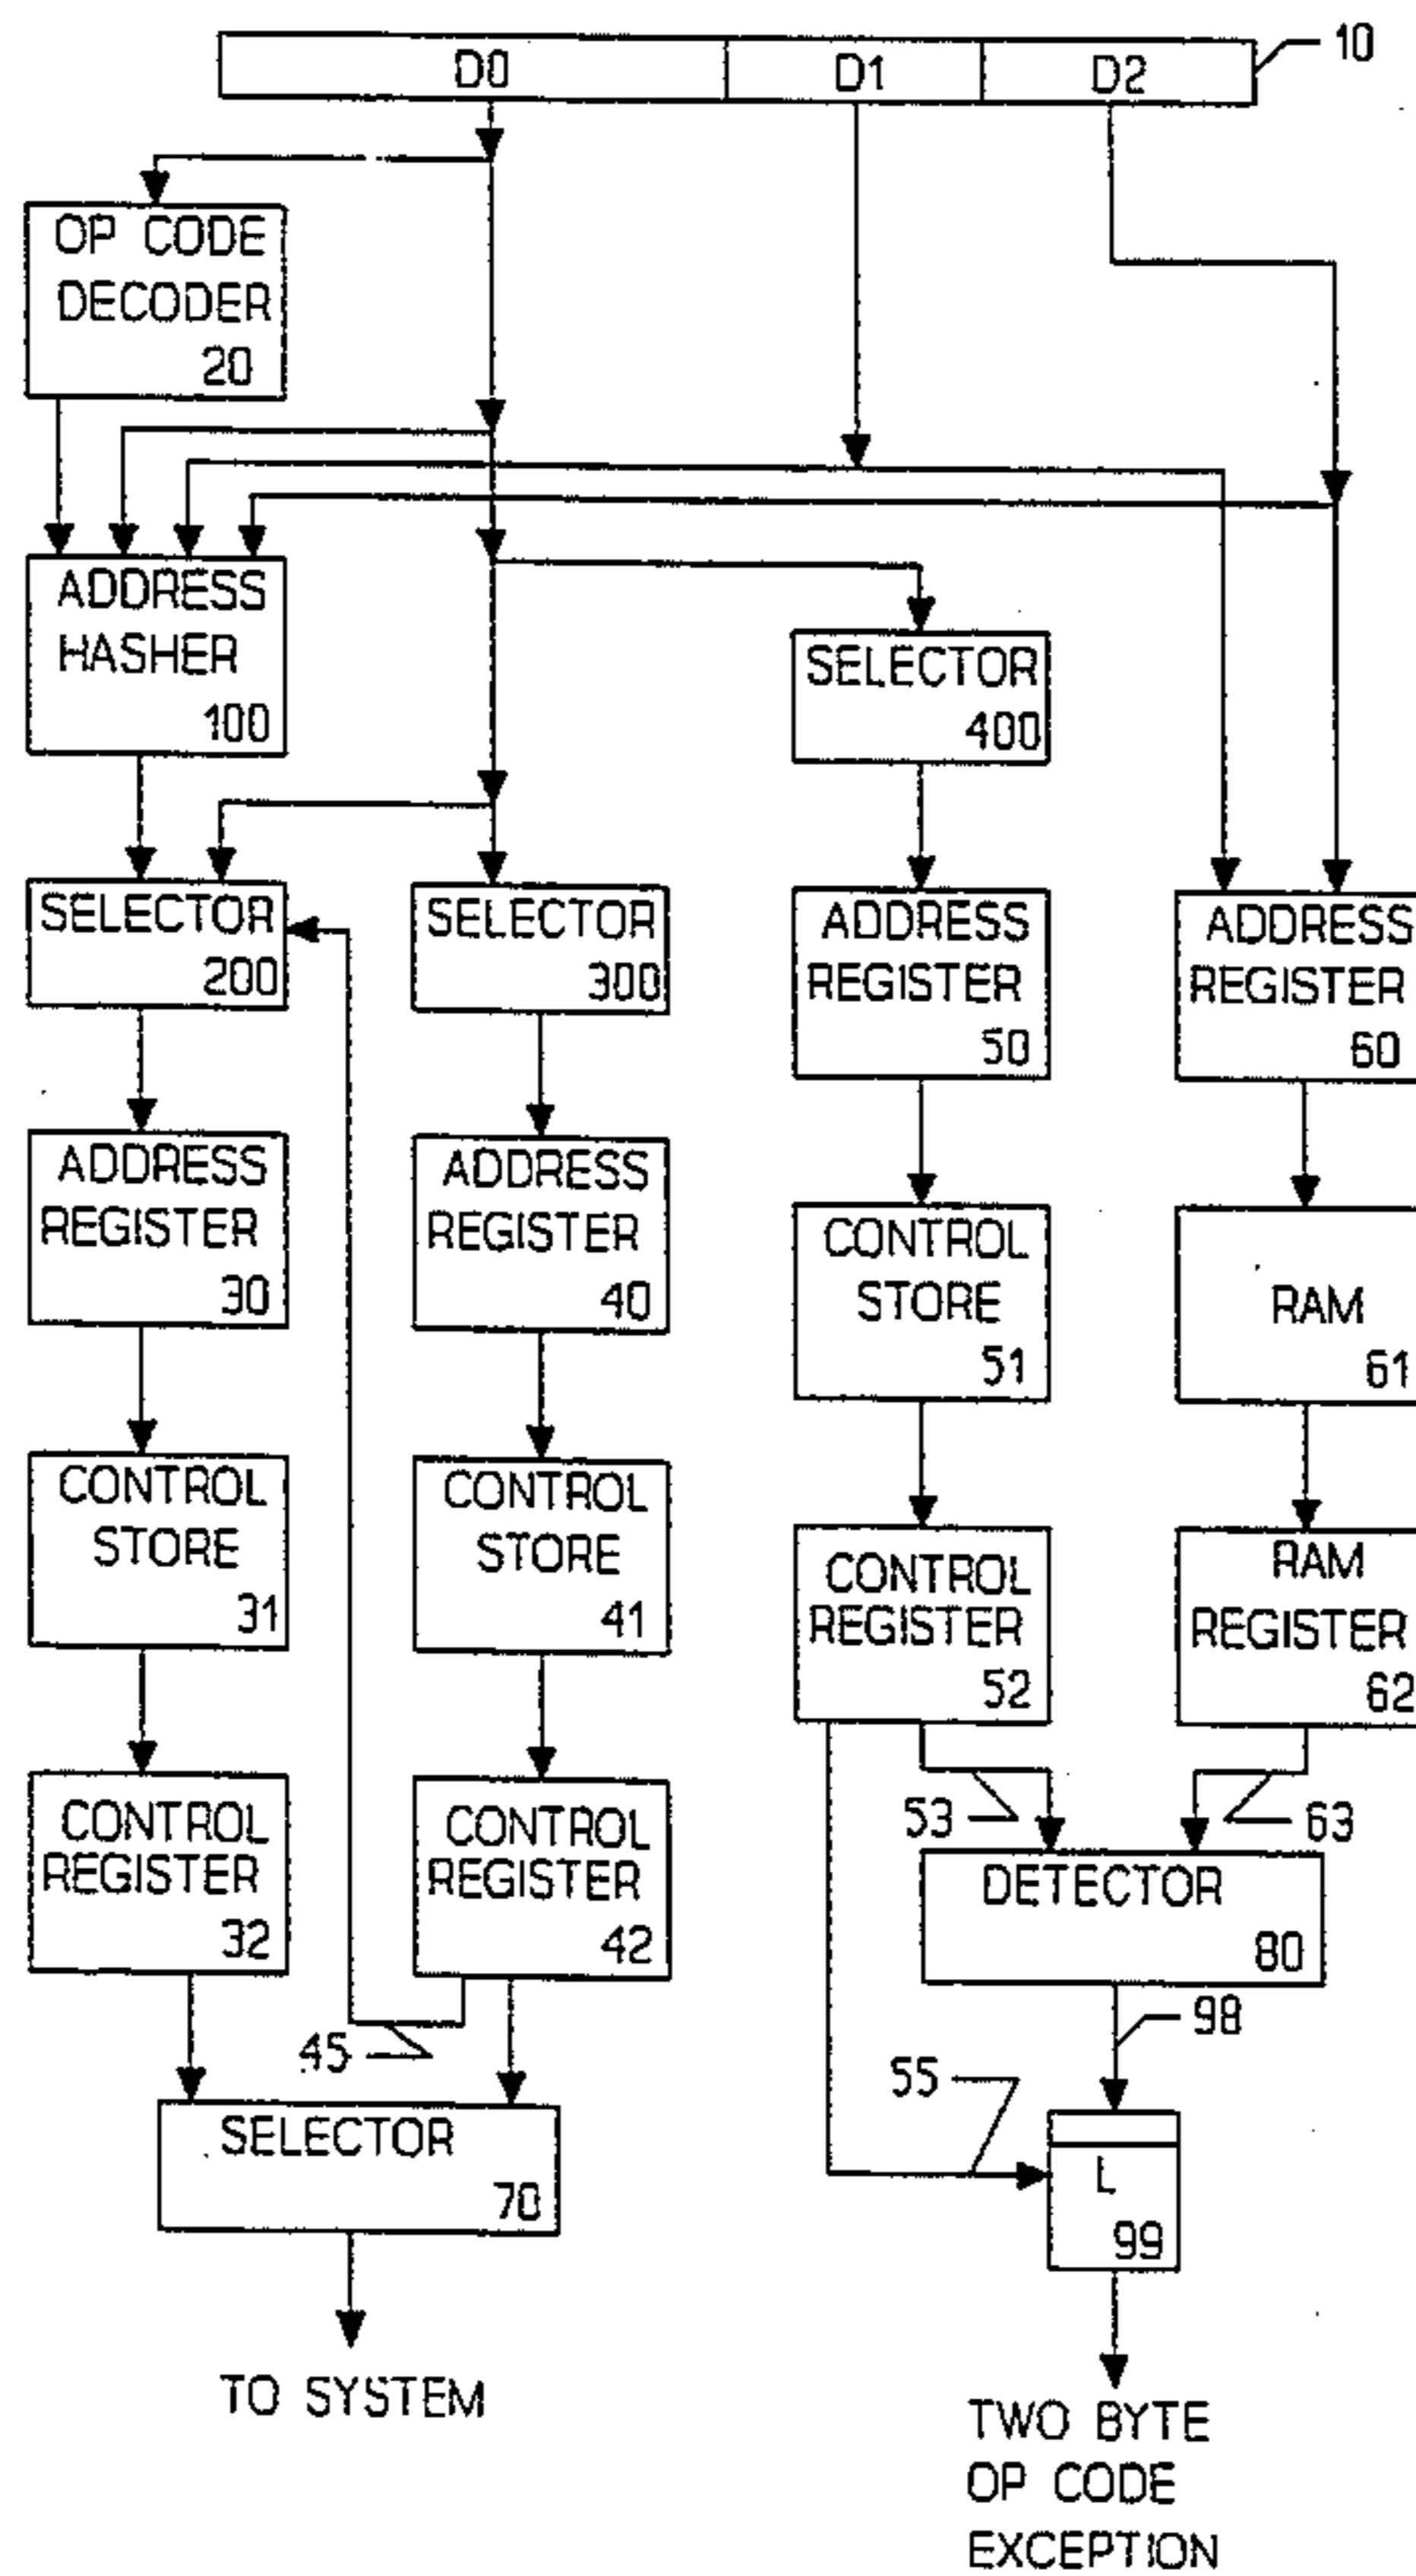 D0 D1 D2 10
OP CODE
DECODER
20
ADDRESS
HASHER
100
SELECTOR
400
SELECTOR
200
SELECTOR
300
ADDRESS
REGISTER
50
ADDRESS
REGISTER
60
ADDRESS
REGISTER
30
ADDRESS
REGISTER
40
CONTROL
STORE
51
RAM
61
CONTROL
STORE
31
CONTROL
STORE
41
CONTROL
REGISTER
52
RAM
REGISTER
62
53
63
CONTROL
REGISTER
32
CONTROL
REGISTER
42
DETECTOR
80
45
98
55
SELECTOR
70
L
99
TO SYSTEM
TWO BYTE
OP CODE
EXCEPTION